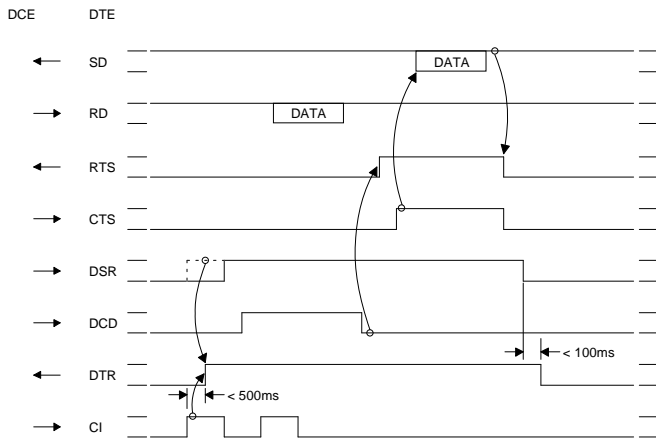 DCE DTE
SD DATA
RD DATA
RTS
CTS
DSR
DCD
< 100ms
DTR
< 500ms
CI